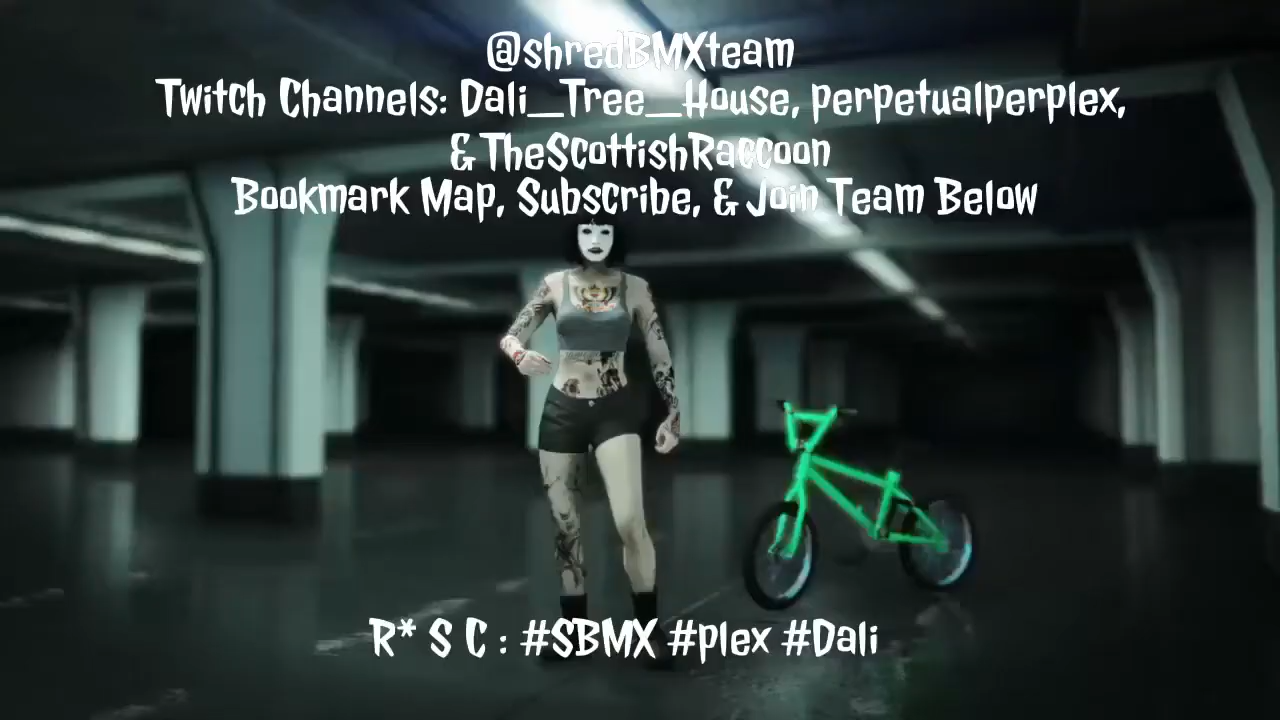 @shredBMXteam
Twitch Channels: Dali_Tree_House, perpetualperplex,
& TheScottishRaccoon
Bookmark Map, Subscribe, & Join Team Below
R* S C : #SBMX #plex #Dali